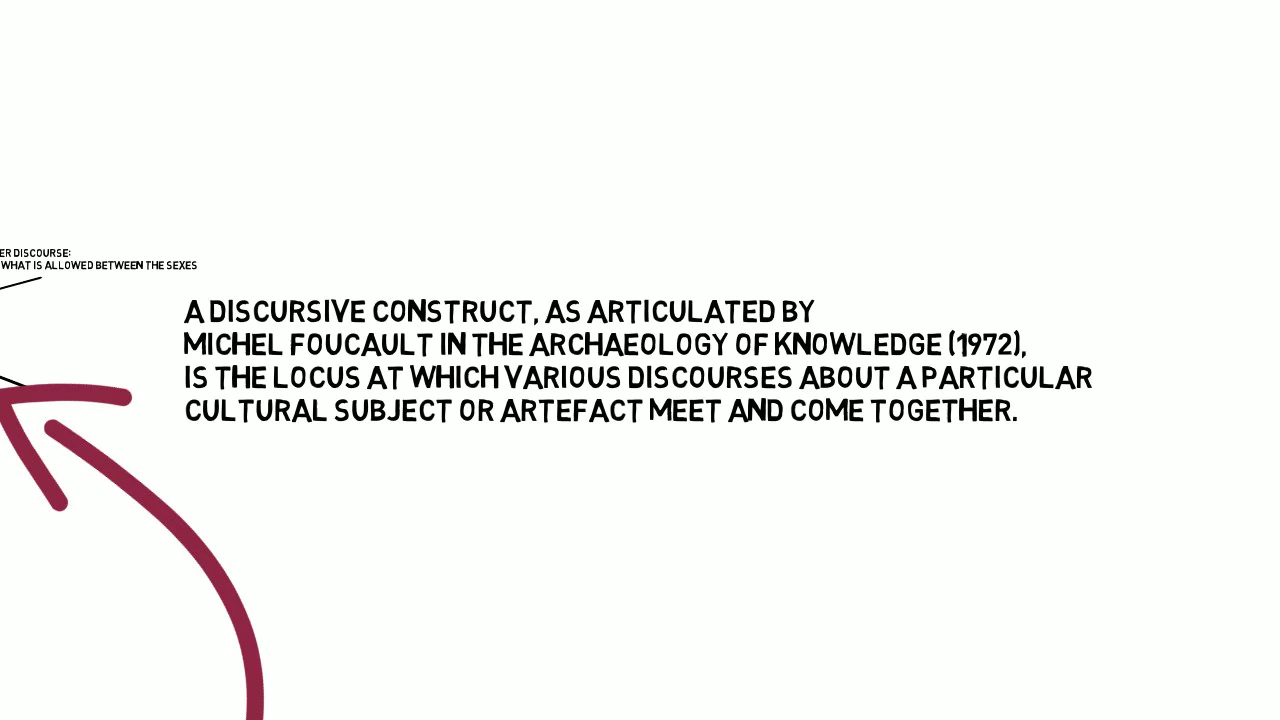 ER DISCOURSE:
WHAT IS ALLOWED BETWEEN THE SEXES
A DISCURSIVE CONSTRUCT, AS ARTICULATED BY
MICHEL FOUCAULT IN THE ARCHAEOLOGY OF KNOWLEDGE (1972),
IS THE LOCUS AT WHICH VARIOUS DISCOURSES ABOUT A PARTICULAR
CULTURAL SUBJECT OR ARTEFACT MEET AND COME TOGETHER.